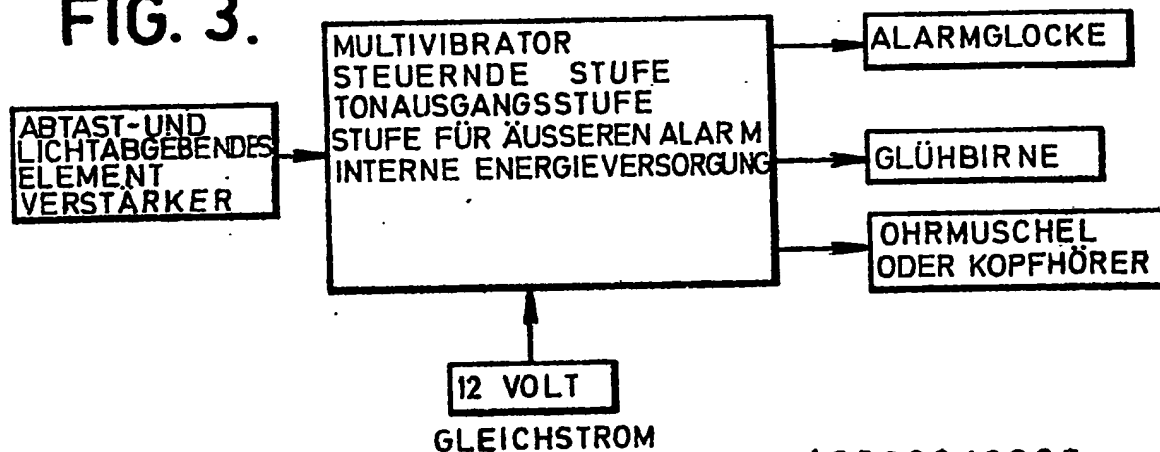 FIG. 3.
ABTAST-UND
LICHTABGEBENDES
ELEMENT
VERSTÄRKER
MULTIVIBRATOR
STEUERNDE STUFE
TONAUSGANGSSTUFE
STUFE FÜR ÄUSSEREN ALARM
INTERNE ENERGIEVERSORGUNG
ALARMGLOCKE
GLÜHBIRNE
OHRMUSCHEL
ODER KOPFHÖRER
12 VOLT
GLEICHSTROM